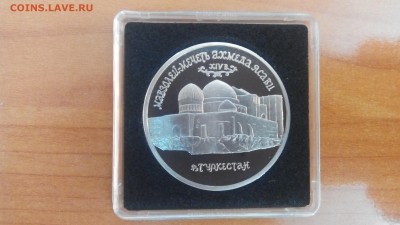 COINS.LAVE.RU
МАВЗОЛЕЙ-МЕЧЕТЬ АХМЕДА ЯСАВИ
XIV В.
Г. ТУРКЕСТАН